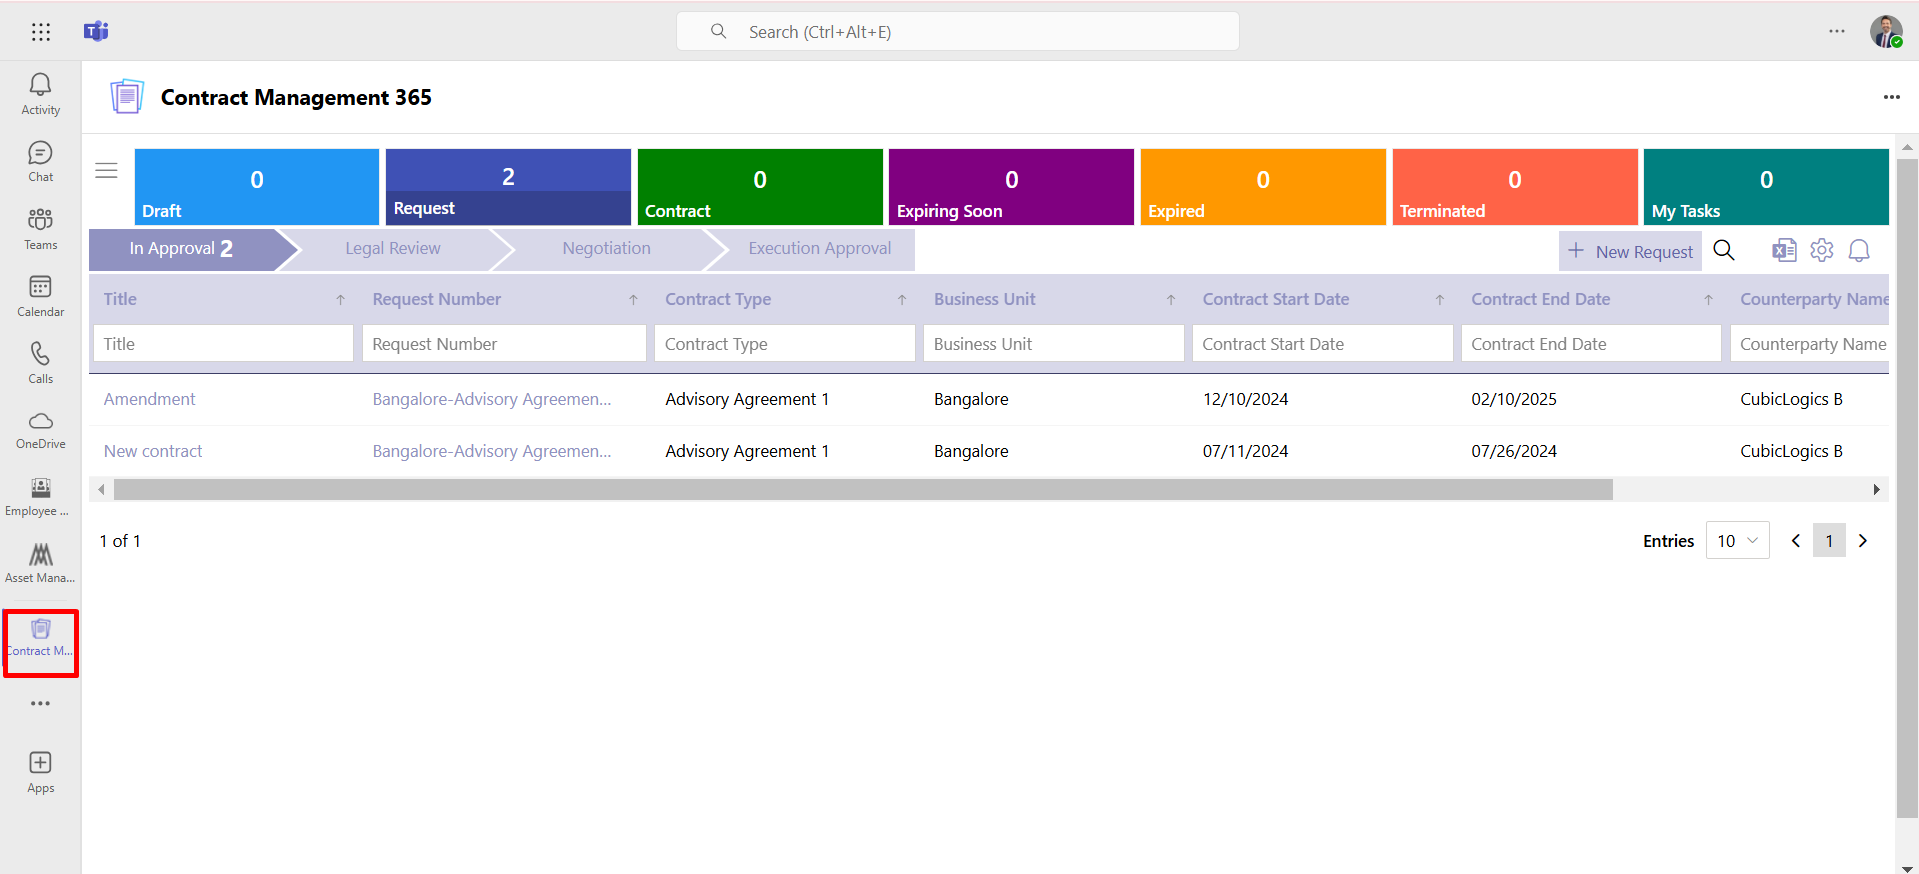 Search (Ctrl+Alt+E)
Activity
Chat
Teams
Calendar
Calls
OneDrive
Employee ...
Asset Mana...
Contract M...
Apps
Contract Management 365
0 2 0 0 0 0 0
Draft Request Contract Expiring Soon Expired Terminated My Tasks
In Approval 2 Legal Review Negotiation Execution Approval + New Request
Title Request Number Contract Type Business Unit Contract Start Date Contract End Date Counterparty Name
Title Request Number Contract Type Business Unit Contract Start Date Contract End Date Counterparty Name
Amendment Bangalore-Advisory Agreemen... Advisory Agreement 1 Bangalore 12/10/2024 02/10/2025 CubicLogics B
New contract Bangalore-Advisory Agreemen... Advisory Agreement 1 Bangalore 07/11/2024 07/26/2024 CubicLogics B
1 of 1 Entries 10 1